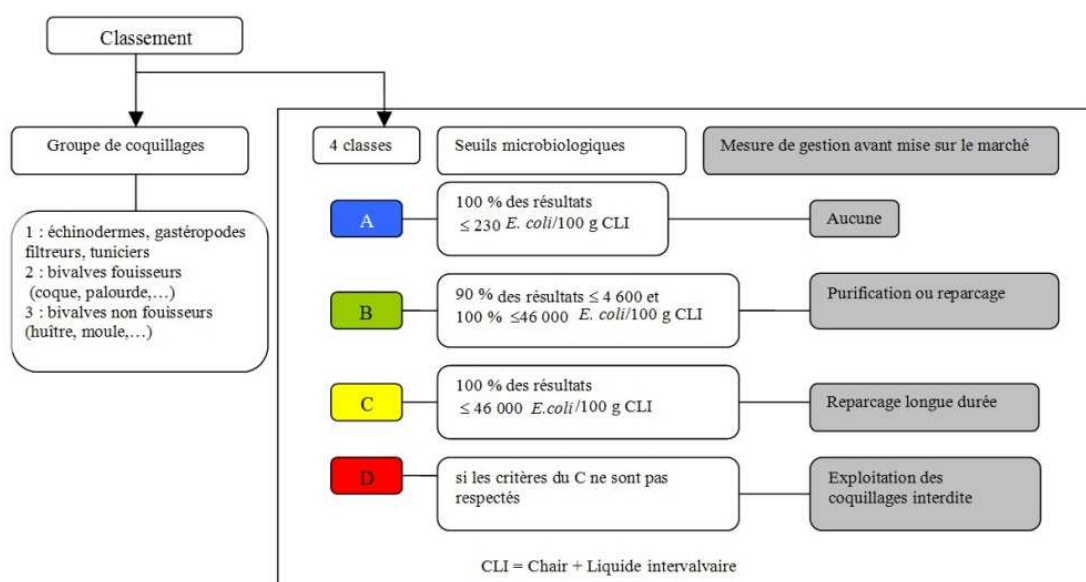 Classement
Groupe de coquillages
1 : échinodermes, gastéropodes
filtreurs, tuniciers
2 : bivalves fouisseurs
(coque, palourde,…)
3 : bivalves non fouisseurs
(huître, moule,…)
4 classes
Seuils microbiologiques
Mesure de gestion avant mise sur le marché
A
100 % des résultats
≤ 230 E. coli/100 g CLI
Aucune
B
90 % des résultats ≤ 4 600 et
100 % ≤46 000 E. coli/100 g CLI
Purification ou reparcage
C
100 % des résultats
≤ 46 000 E.coli/100 g CLI
Reparcage longue durée
D
si les critères du C ne sont pas
respectés
Exploitation des
coquillages interdite
CLI = Chair + Liquide intervalvaire